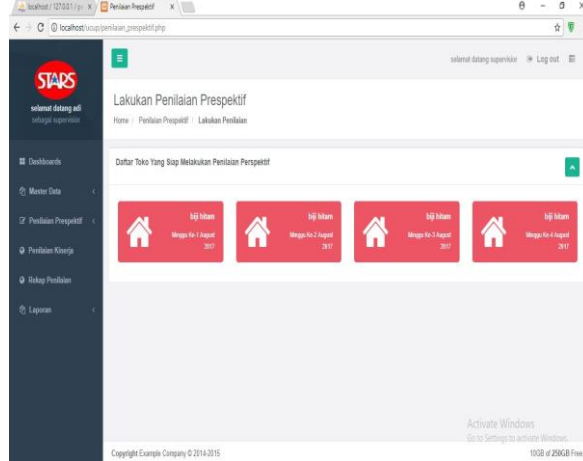 localhost / 127.0.0.1 / p
Penilaian Prespektif
localhost/ucup/penilaian_prespektif.php
STARS
selamat datang adi
sebagai supervisior
selamat datang supervisior
Log out
Lakukan Penilaian Prespektif
Home / Penilaian Prespektif / Lakukan Penilaian
Dashboards
Master Data
Penilaian Prespektif
Penilaian Kinerja
Rekap Penilaian
Laporan
Daftar Toko Yang Siap Melakukan Penilaian Perspektif
biji hitam
Minggu Ke-1 August
2017
biji hitam
Minggu Ke-2 August
2017
biji hitam
Minggu Ke-3 August
2017
biji hitam
Minggu Ke-4 August
2017
Activate Windows
Go to Settings to activate Windows.
Copyright Example Company © 2014-2015
10GB of 250GB Free